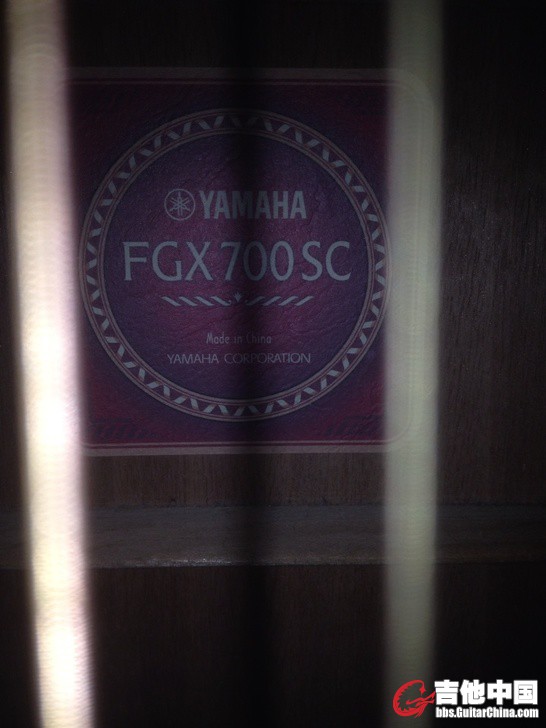 YAMAHA
FGX700SC
Made in China
YAMAHA CORPORATION
吉他中国
bbs.GuitarChina.com